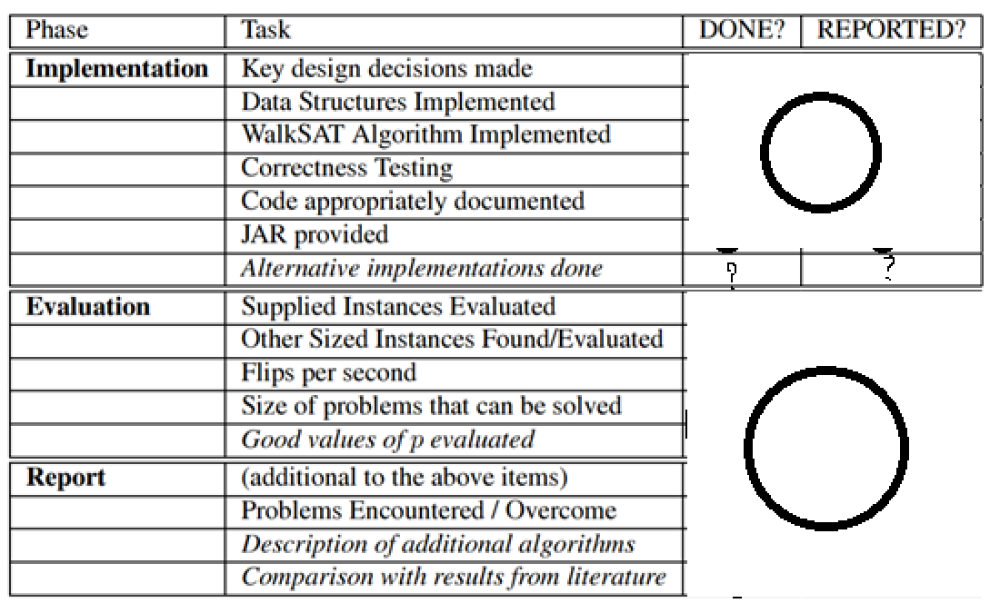 Phase Task DONE? REPORTED?
Implementation Key design decisions made
Data Structures Implemented
WalkSAT Algorithm Implemented
Correctness Testing
Code appropriately documented
JAR provided
Alternative implementations done ? ?
Evaluation Supplied Instances Evaluated
Other Sized Instances Found/Evaluated
Flips per second
Size of problems that can be solved
Good values of p evaluated
Report (additional to the above items)
Problems Encountered / Overcome
Description of additional algorithms
Comparison with results from literature